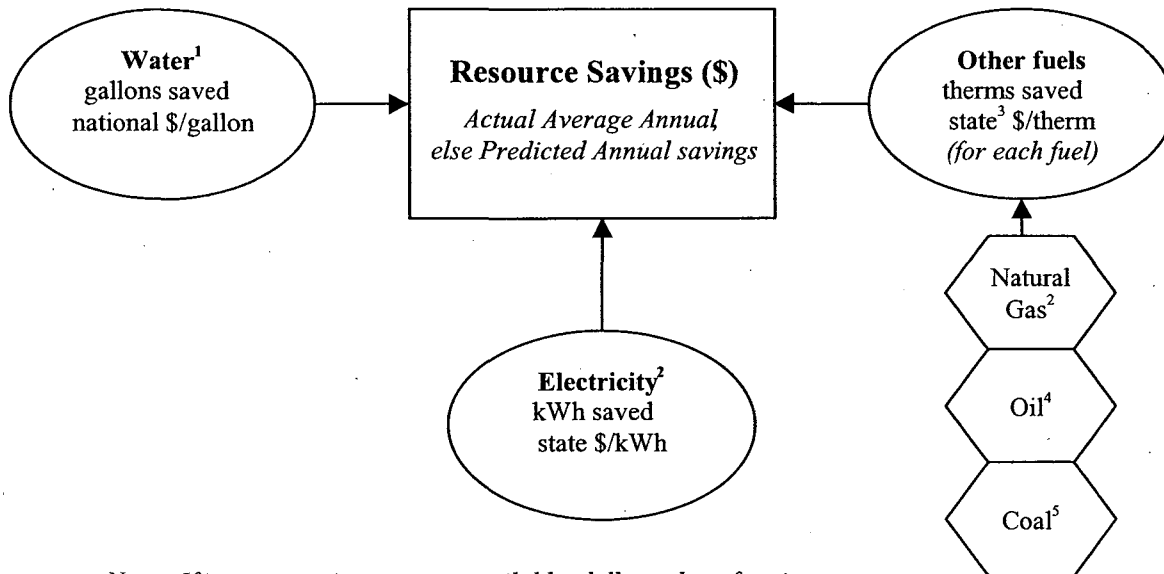 Water¹
gallons saved
national $/gallon
Resource Savings ($)
Actual Average Annual,
else Predicted Annual savings
Other fuels
therms saved
state³ $/therm
(for each fuel)
Electricity²
kWh saved
state $/kWh
Natural
Gas²
Oil⁴
Coal⁵